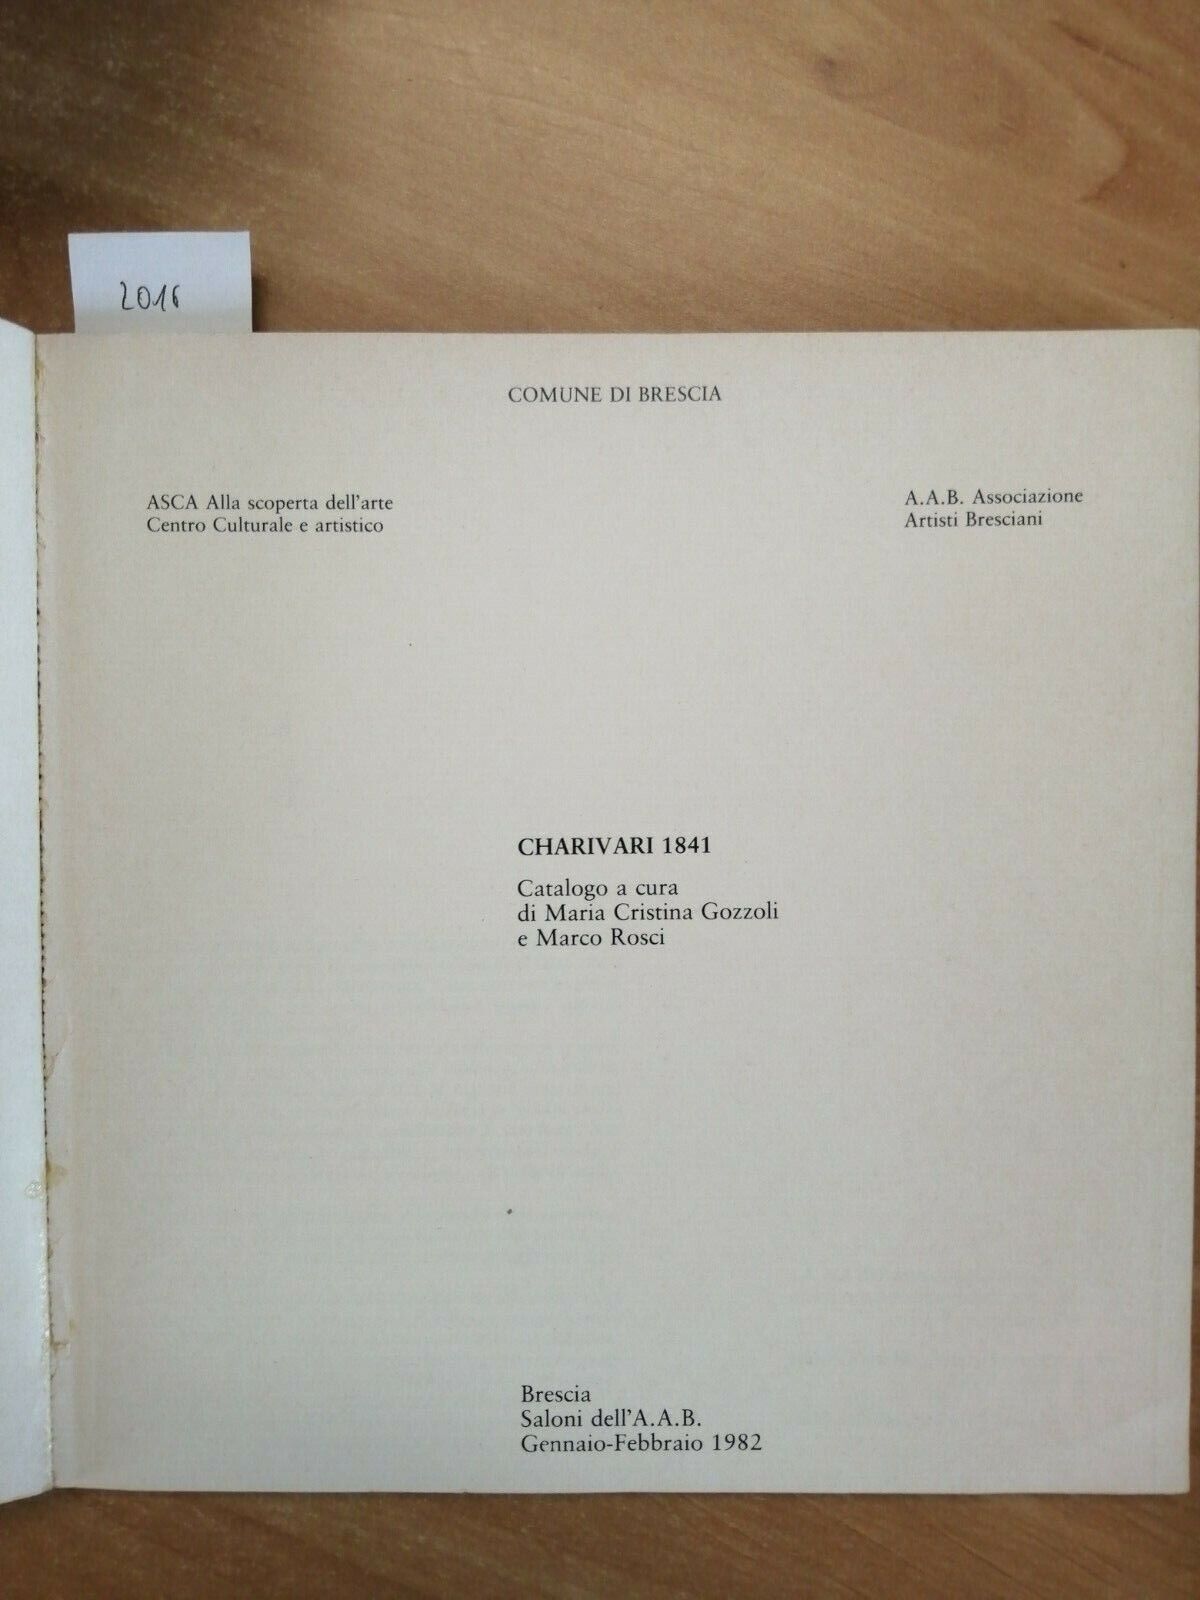 2016
COMUNE DI BRESCIA
ASCA Alla scoperta dell'arte
Centro Culturale e artistico
A.A.B. Associazione
Artisti Bresciani
CHARIVARI 1841
Catalogo a cura
di Maria Cristina Gozzoli
e Marco Rosci
Brescia
Saloni dell'A.A.B.
Gennaio-Febbraio 1982